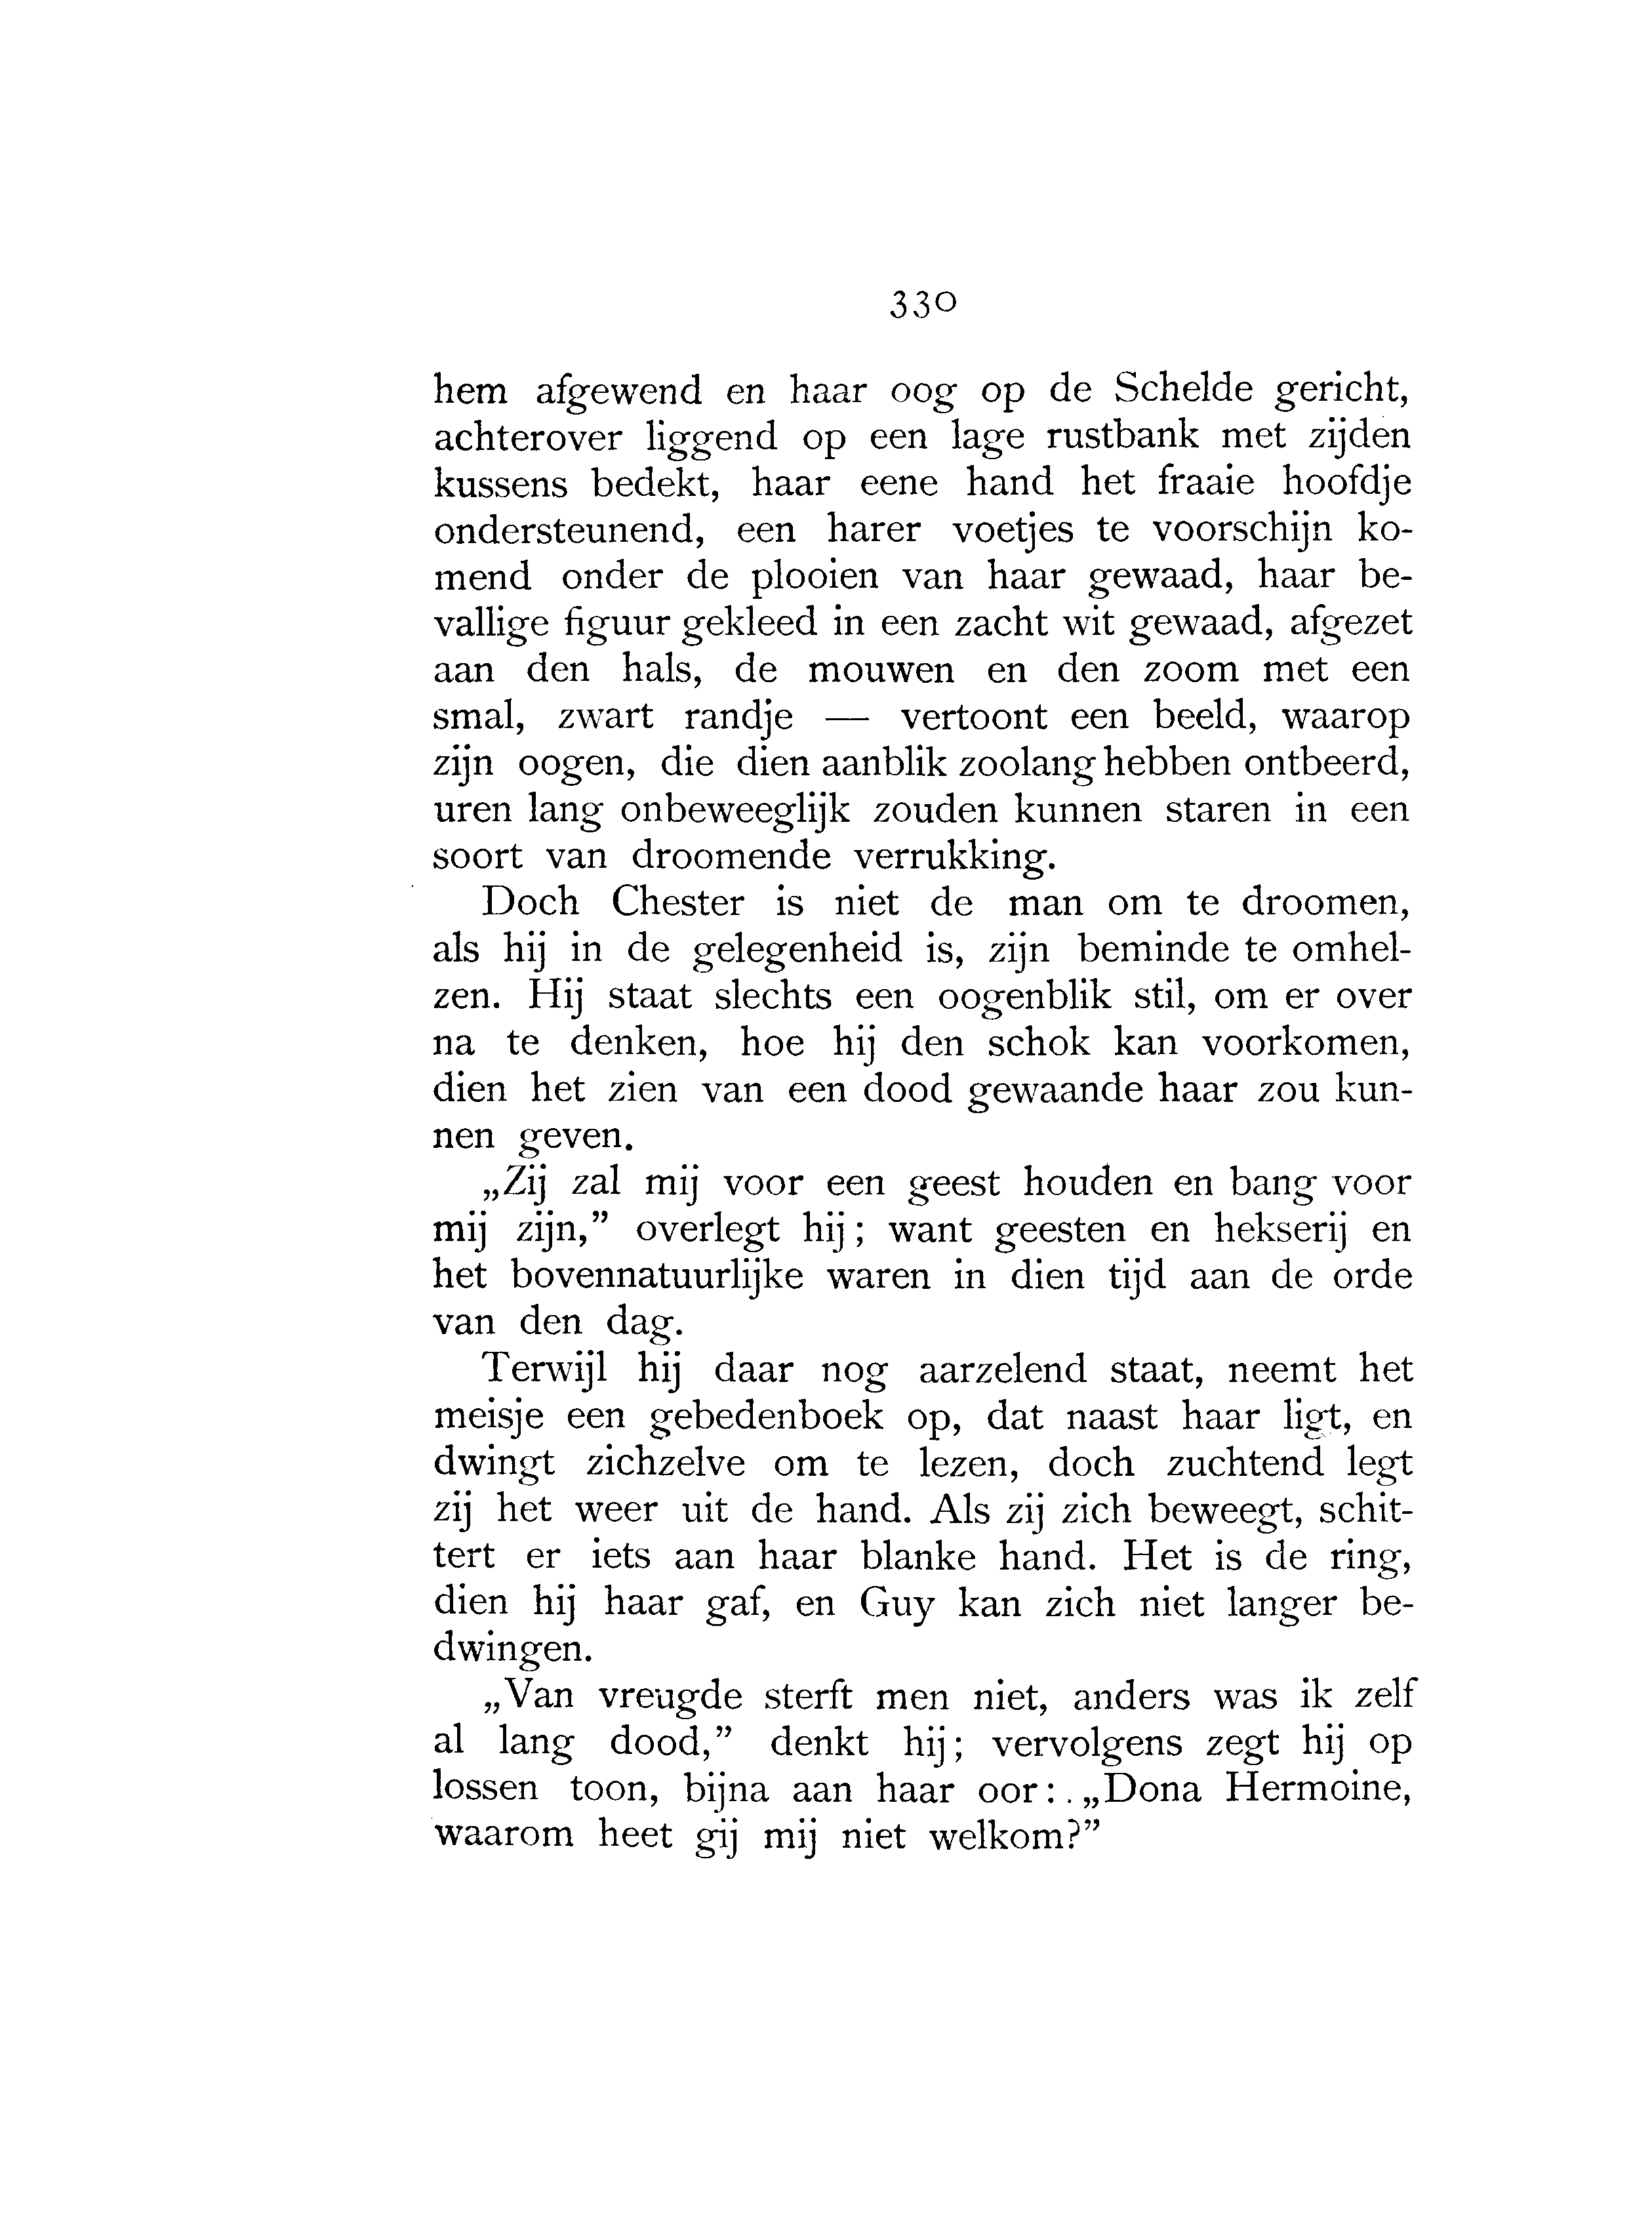 330
hem afgewend en haar oog op de Schelde gericht,
achterover liggend op een lage rustbank met zijden
kussens bedekt, haar eene hand het fraaie hoofdje
ondersteunend, een harer voetjes te voorschijn ko-
mend onder de plooien van haar gewaad, haar be-
vallige figuur gekleed in een zacht wit gewaad, afgezet
aan den hals, de mouwen en den zoom met een
smal, zwart randje — vertoont een beeld, waarop
zijn oogen, die dien aanblik zoolang hebben ontbeerd,
uren lang onbeweeglijk zouden kunnen staren in een
soort van droomende verrukking.
Doch Chester is niet de man om te droomen,
als hij in de gelegenheid is, zijn beminde te omhel-
zen. Hij staat slechts een oogenblik stil, om er over
na te denken, hoe hij den schok kan voorkomen,
dien het zien van een dood gewaande haar zou kun-
nen geven.
„Zij zal mij voor een geest houden en bang voor
mij zijn,” overlegt hij; want geesten en hekserij en
het bovennatuurlijke waren in dien tijd aan de orde
van den dag.
Terwijl hij daar nog aarzelend staat, neemt het
meisje een gebedenboek op, dat naast haar ligt, en
dwingt zichzelve om te lezen, doch zuchtend legt
zij het weer uit de hand. Als zij zich beweegt, schit-
tert er iets aan haar blanke hand. Het is de ring,
dien hij haar gaf, en Guy kan zich niet langer be-
dwingen.
„Van vreugde sterft men niet, anders was ik zelf
al lang dood,” denkt hij; vervolgens zegt hij op
lossen toon, bijna aan haar oor: „Dona Hermoine,
waarom heet gij mij niet welkom?”